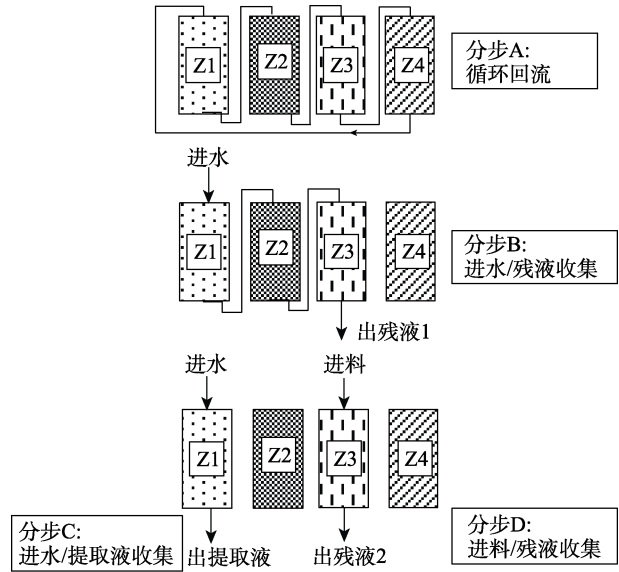 Z1
Z2
Z3
Z4
分步A:
循环回流
进水
Z1
Z2
Z3
Z4
分步B:
进水/残液收集
出残液1
进水
进料
Z1
Z2
Z3
Z4
分步C:
进水/提取液收集
出提取液
出残液2
分步D:
进料/残液收集